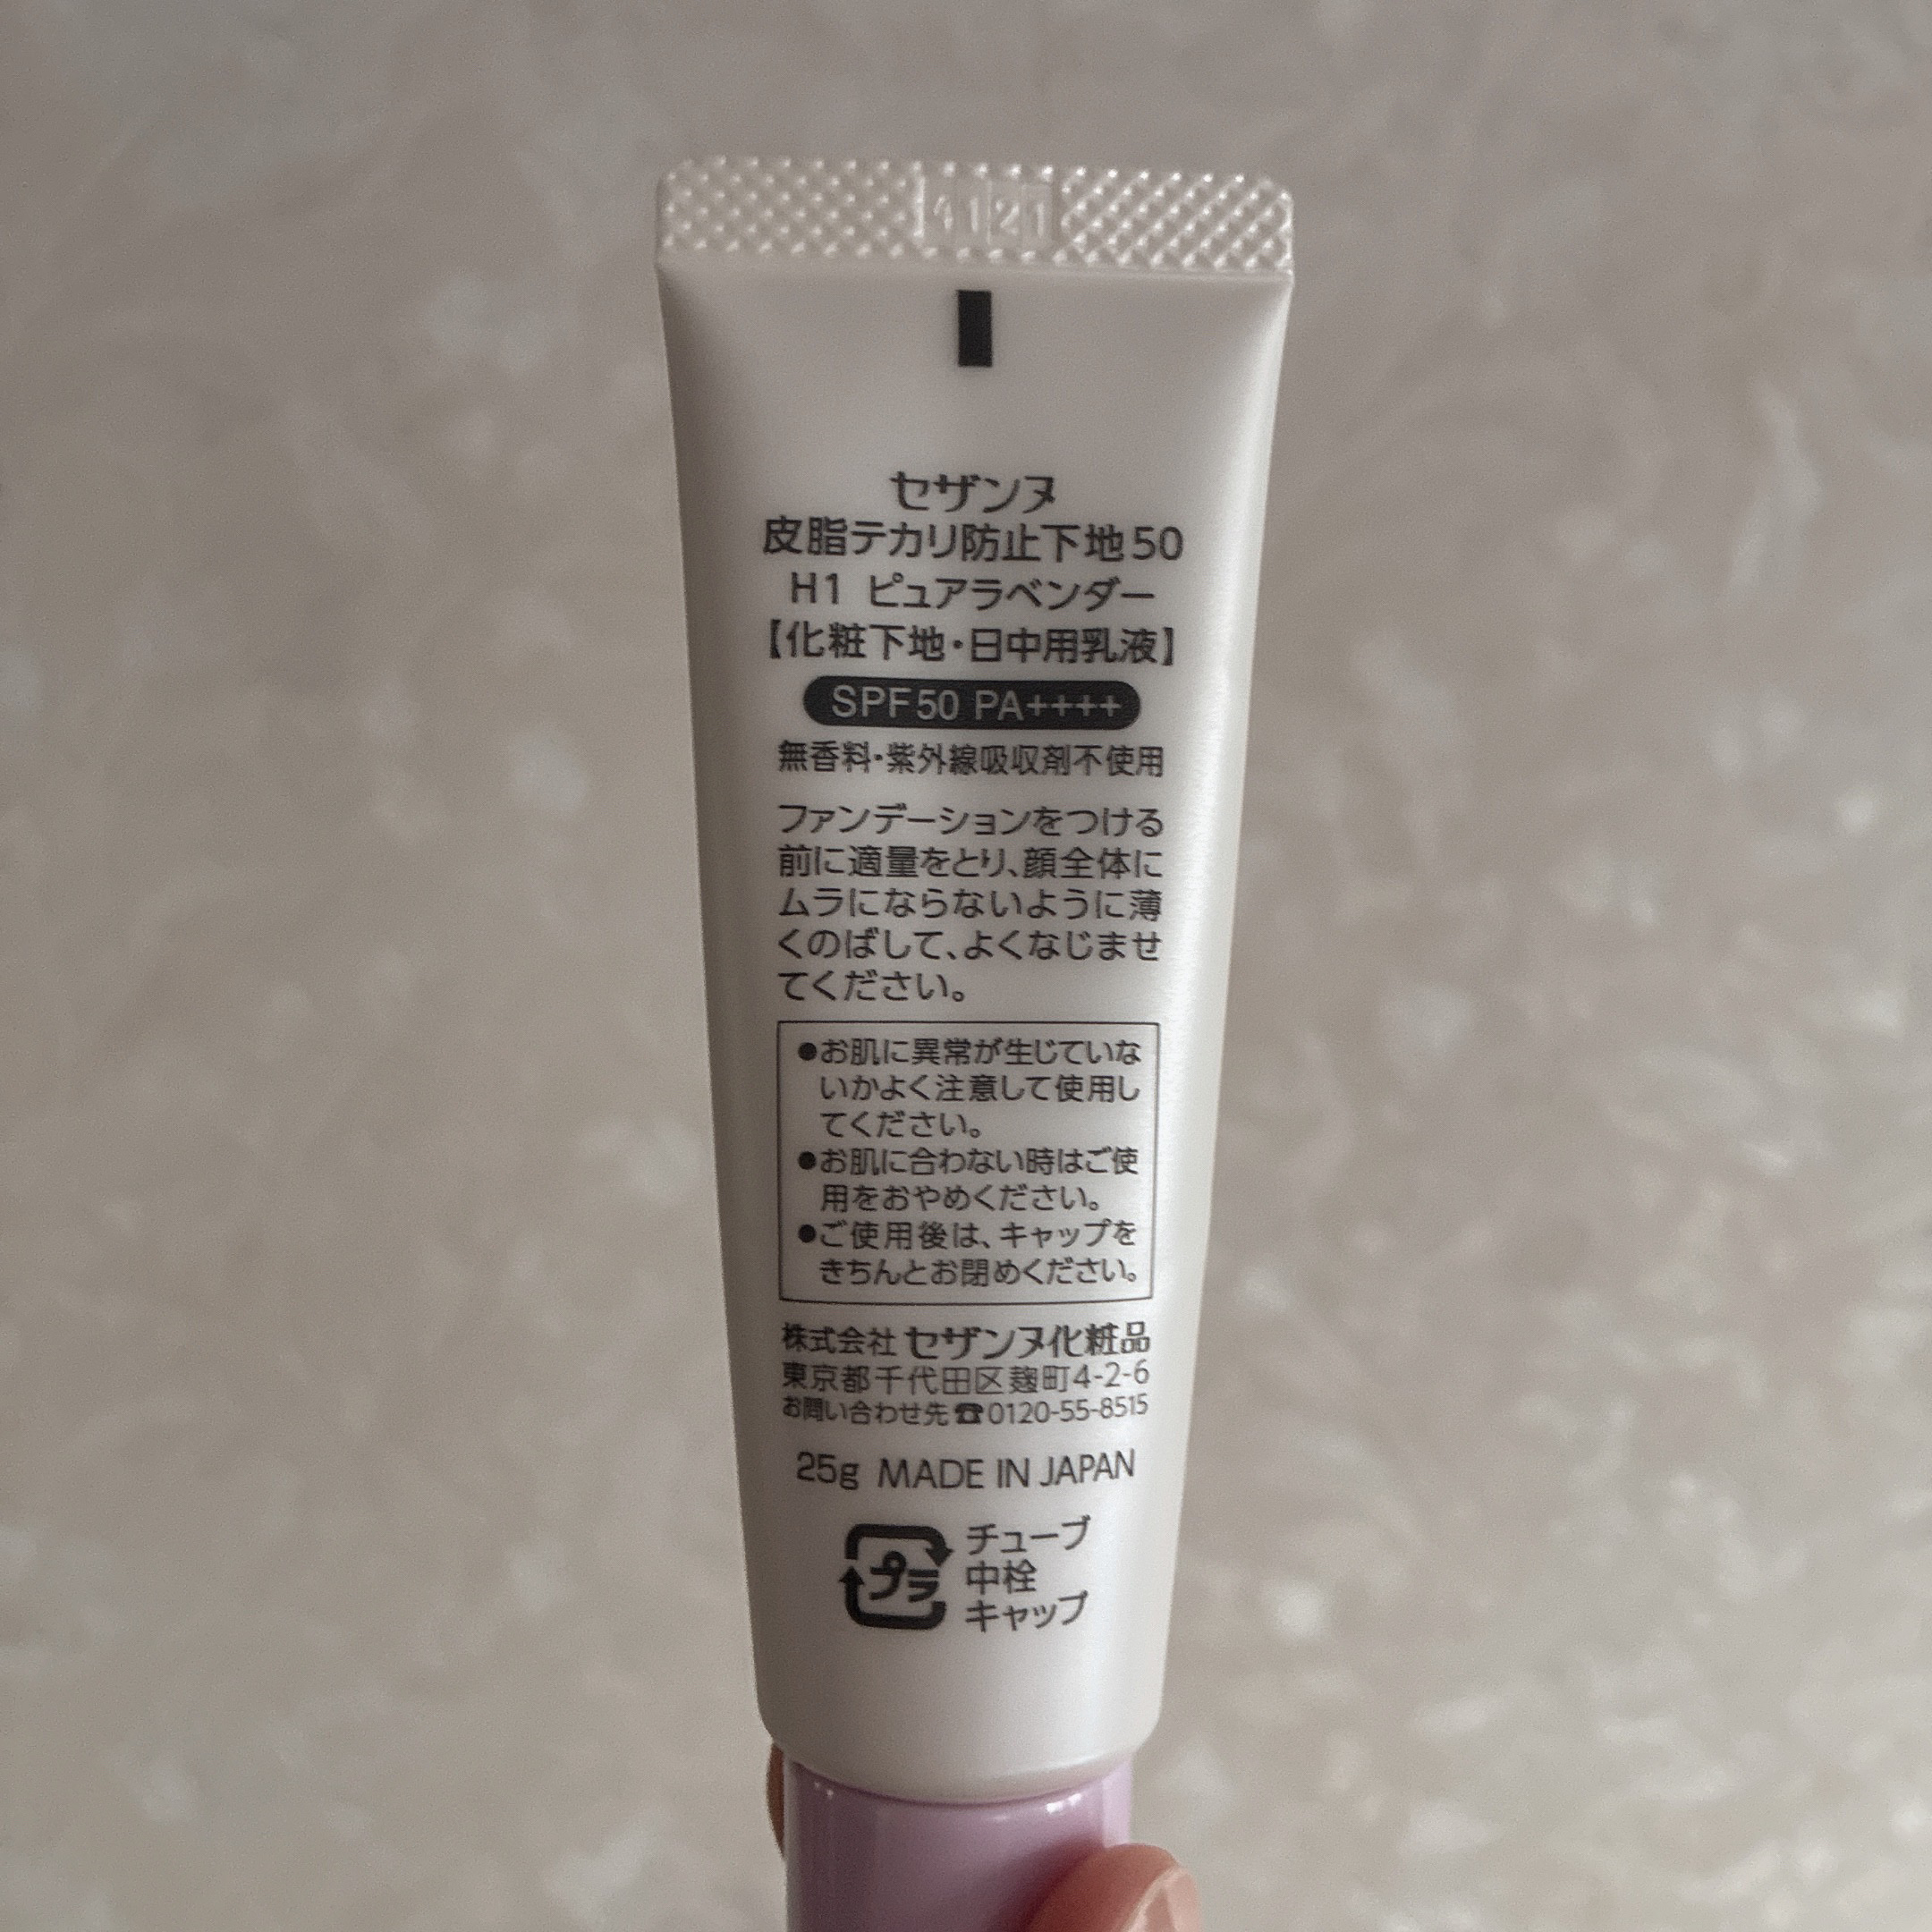 4121
セザンヌ
皮脂テカリ防止下地50
H1 ピュアラベンダー
【化粧下地・日中用乳液】
SPF50 PA++++
無香料・紫外線吸収剤不使用
ファンデーションをつける
前に適量をとり、顔全体に
ムラにならないように薄
くのばして、よくなじませ
てください。
●お肌に異常が生じていな
いかよく注意して使用し
てください。
●お肌に合わない時はご使
用をおやめください。
●ご使用後は、キャップを
きちんとお閉めください。
株式会社 セザンヌ化粧品
東京都千代田区麹町4-2-6
お問い合わせ先☎0120-55-8515
25g MADE IN JAPAN
プラ
チューブ
中栓
キャップ